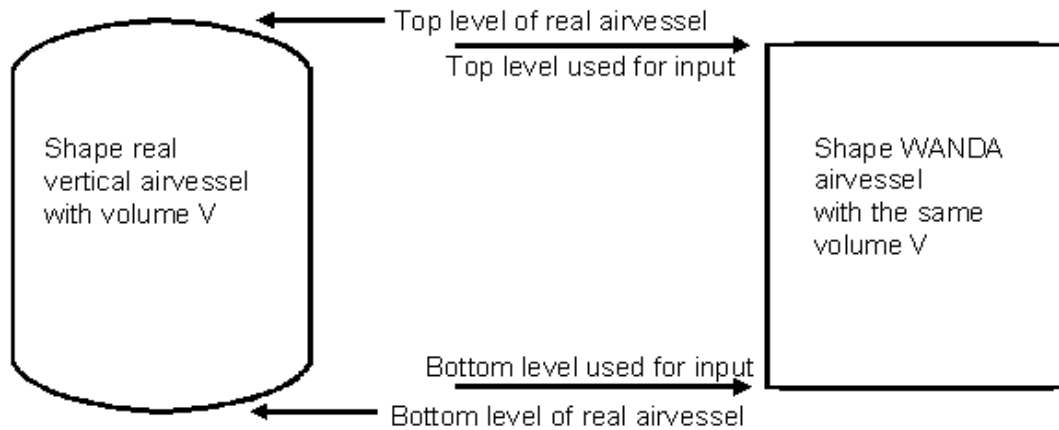 Top level of real airvessel
Top level used for input
Shape real
vertical airvessel
with volume V
Shape WANDA
airvessel
with the same
volume V
Bottom level used for input
Bottom level of real airvessel